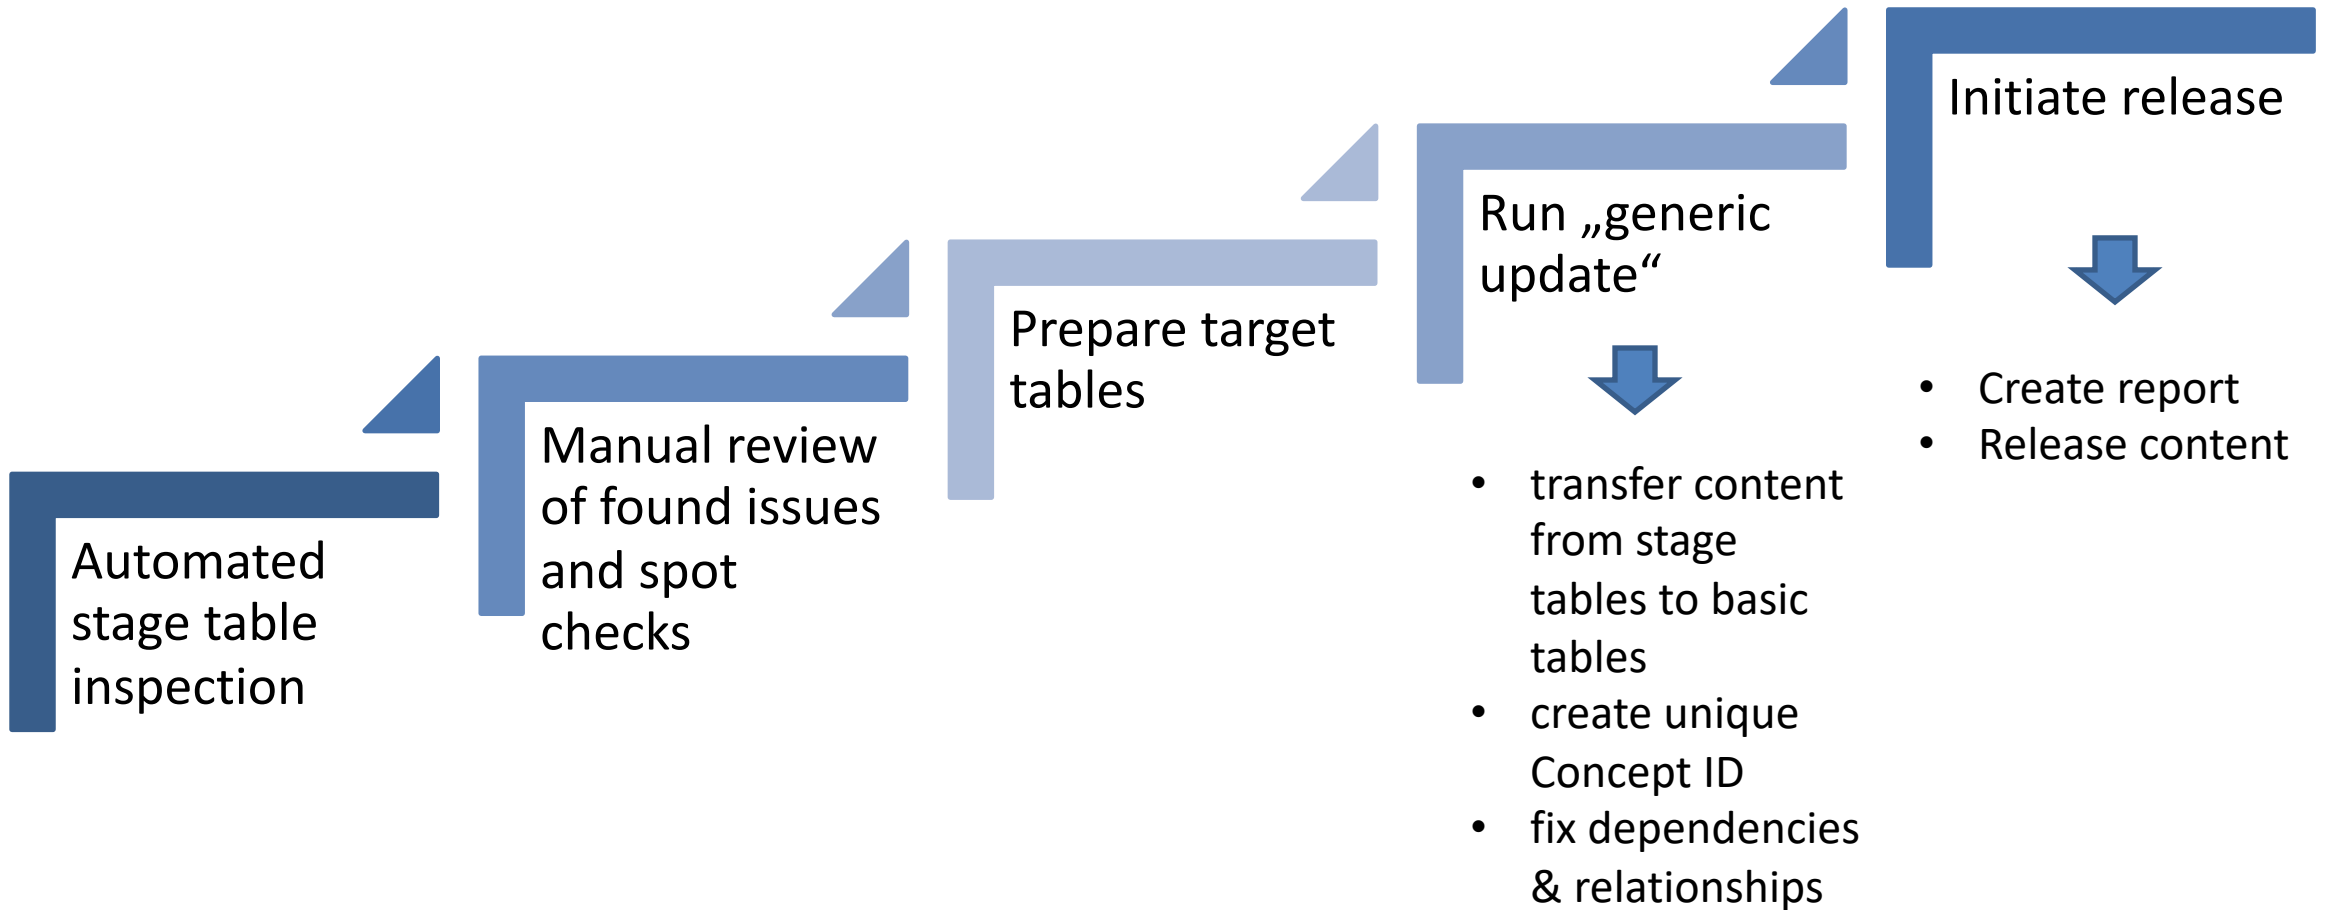 Automated
stage table
inspection
Manual review
of found issues
and spot
checks
Prepare target
tables
Run „generic
update“
• transfer content
from stage
tables to basic
tables
• create unique
Concept ID
• fix dependencies
& relationships
Initiate release
• Create report
• Release content